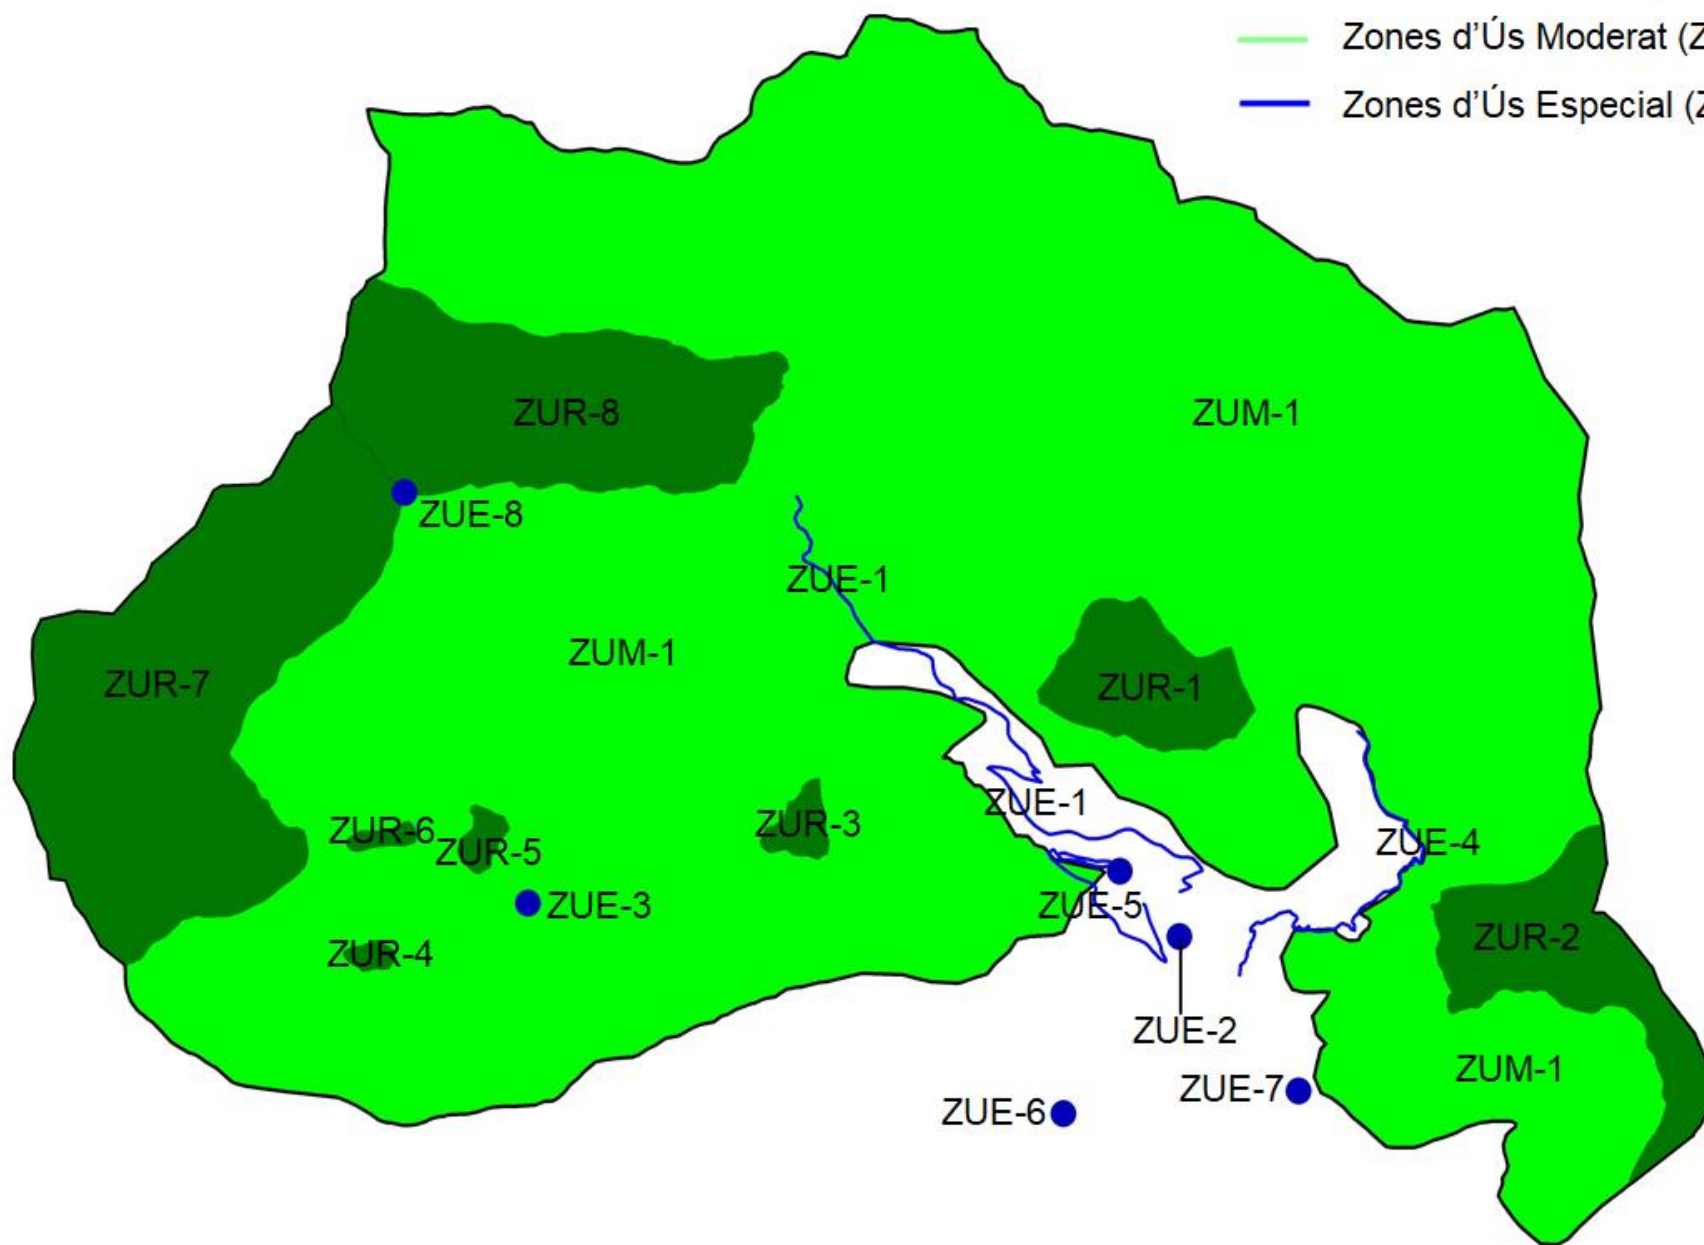 Zones d'Ús Moderat (Z
Zones d'Ús Especial (Z
ZUR-8
ZUM-1
ZUE-8
ZUE-1
ZUM-1
ZUR-7
ZUR-1
ZUE-1
ZUR-3
ZUR-6
ZUR-5
ZUE-4
ZUE-3
ZUE-5
ZUR-2
ZUR-4
ZUE-2
ZUM-1
ZUE-7
ZUE-6